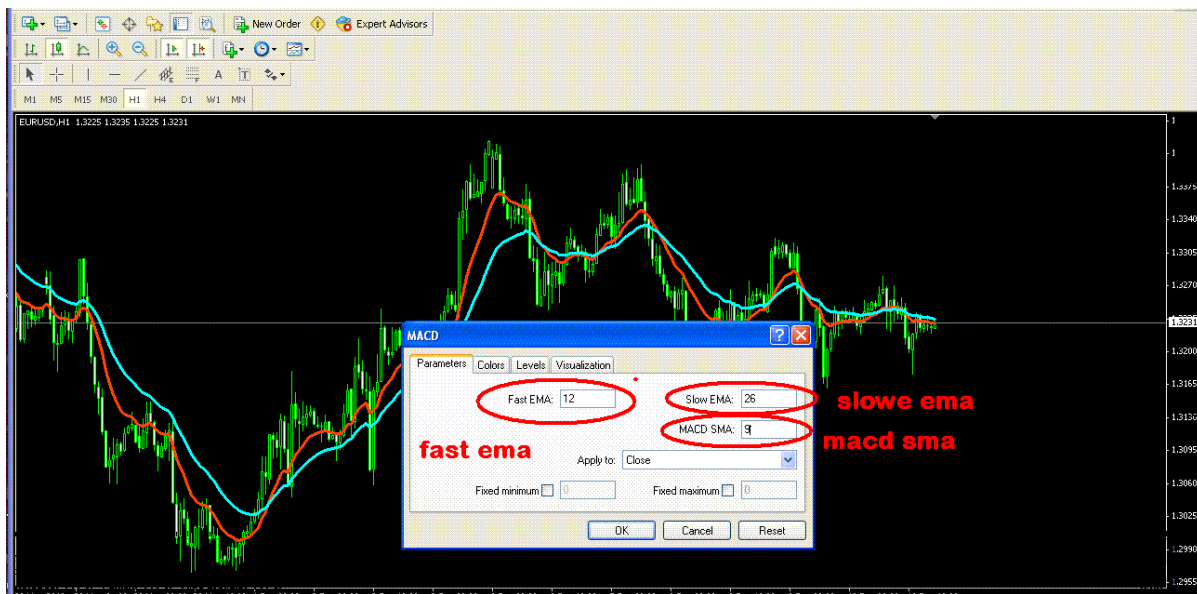 New Order
Expert Advisors
A
T
M1 M5 M15 M30 H1 H4 D1 W1 MN
EURUSD,H1 1.3225 1.3235 1.3225 1.3231
MACD
Parameters Colors Levels Visualization
Fast EMA: 12
Slow EMA: 26
slowe ema
MACD SMA: 9
macd sma
fast ema
Apply to: Close
Fixed minimum 0
Fixed maximum 0
OK Cancel Reset
1.3375
1.3340
1.3305
1.3270
1.3231
1.3200
1.3165
1.3130
1.3095
1.3060
1.3025
1.2990
1.2955